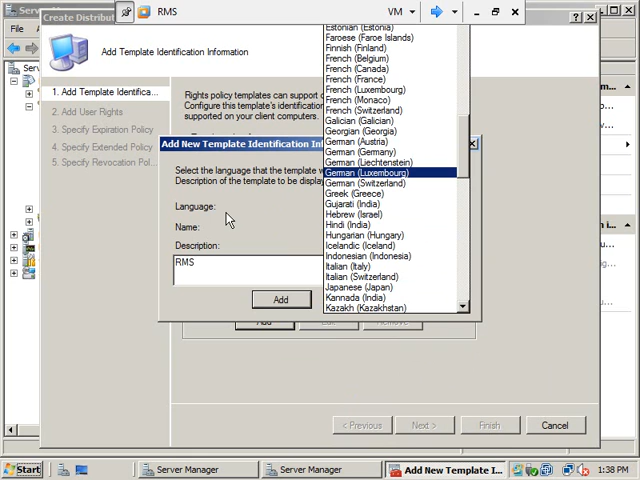 RMS
VM
Create Distribut
File
Add Template Identification Information
1. Add Template Identifica...
2. Add User Rights
3. Specify Expiration Policy
4. Specify Extended Policy
5. Specify Revocation Pol...
Rights policy templates can support
Configure this template's identification
supported on your client computers.
Add New Template Identification Inf
Select the language that the template w
Description of the template to be display
Language:
Name:
Description:
RMS
Add
Estonian (Estonia)
Faroese (Faroe Islands)
Finnish (Finland)
French (Belgium)
French (Canada)
French (France)
French (Luxembourg)
French (Monaco)
French (Switzerland)
Galician (Galician)
Georgian (Georgia)
German (Austria)
German (Germany)
German (Liechtenstein)
German (Luxembourg)
German (Switzerland)
Greek (Greece)
Gujarati (India)
Hebrew (Israel)
Hindi (India)
Hungarian (Hungary)
Icelandic (Iceland)
Indonesian (Indonesia)
Italian (Italy)
Italian (Switzerland)
Japanese (Japan)
Kannada (India)
Kazakh (Kazakhstan)
Add
Edit
Remove
< Previous
Next >
Finish
Cancel
Start
Server Manager
Server Manager
Add New Template I...
1:38 PM